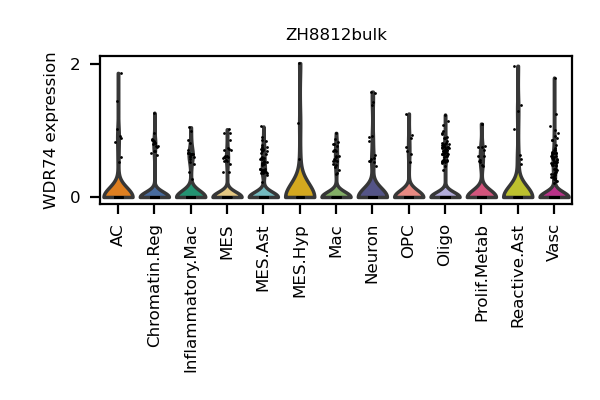 ZH8812bulk
WDR74 expression
2
0
AC
Chromatin.Reg
Inflammatory.Mac
MES
MES.Ast
MES.Hyp
Mac
Neuron
OPC
Oligo
Prolif.Metab
Reactive.Ast
Vasc